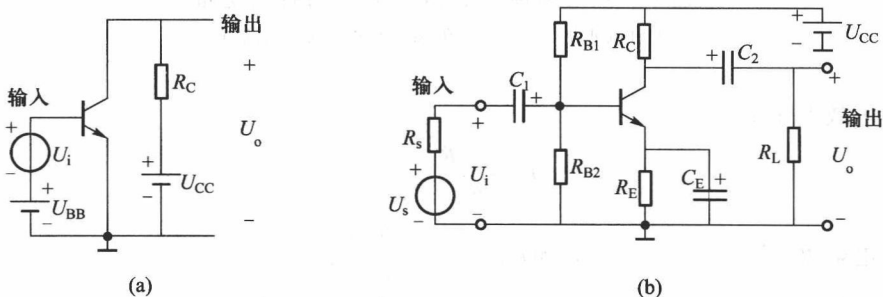 输出
+
R_C
U_o
输入
+
U_i
−
+
U_BB
−
+
U_CC
−
−
(a)
R_B1
R_C
+
U_CC
−
+ C_2
输入
C_1
+
+
R_s
+
U_i
U_s
−
−
R_B2
R_E
C_E +
R_L
+
输出
U_o
−
(b)